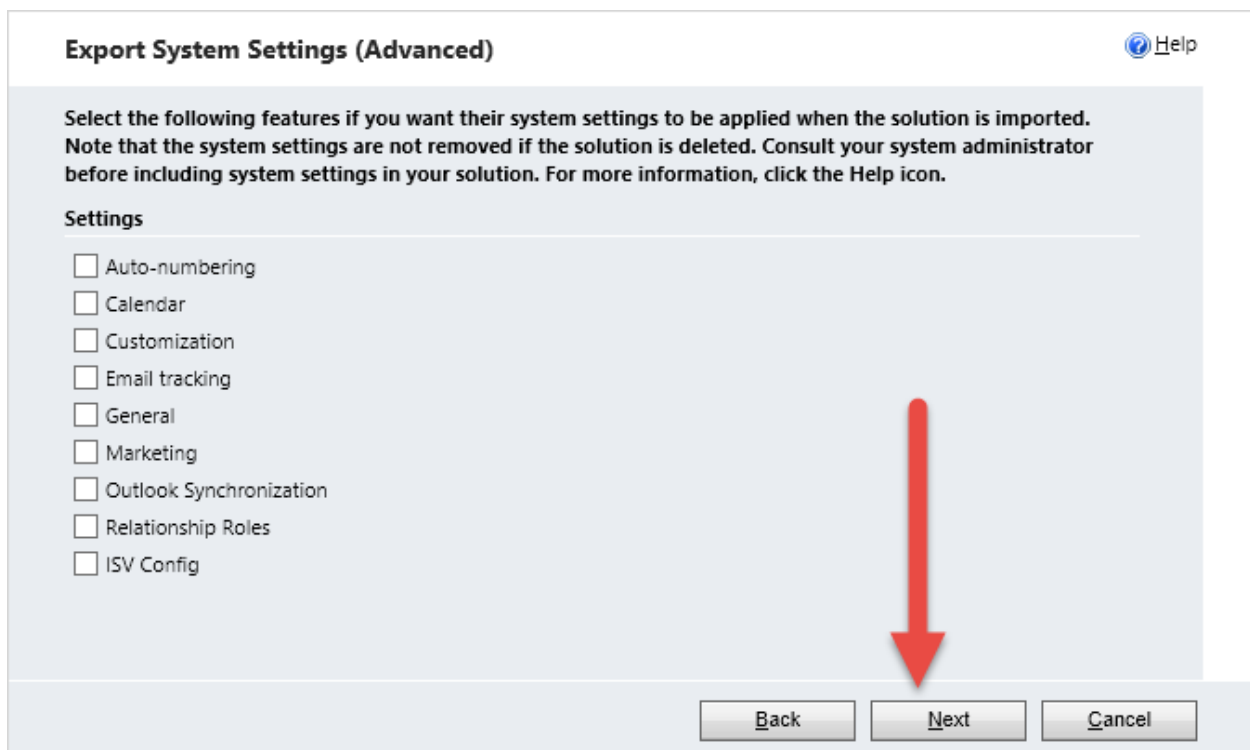 Export System Settings (Advanced)
Help
Select the following features if you want their system settings to be applied when the solution is imported.
Note that the system settings are not removed if the solution is deleted. Consult your system administrator
before including system settings in your solution. For more information, click the Help icon.
Settings
Auto-numbering
Calendar
Customization
Email tracking
General
Marketing
Outlook Synchronization
Relationship Roles
ISV Config
Back
Next
Cancel